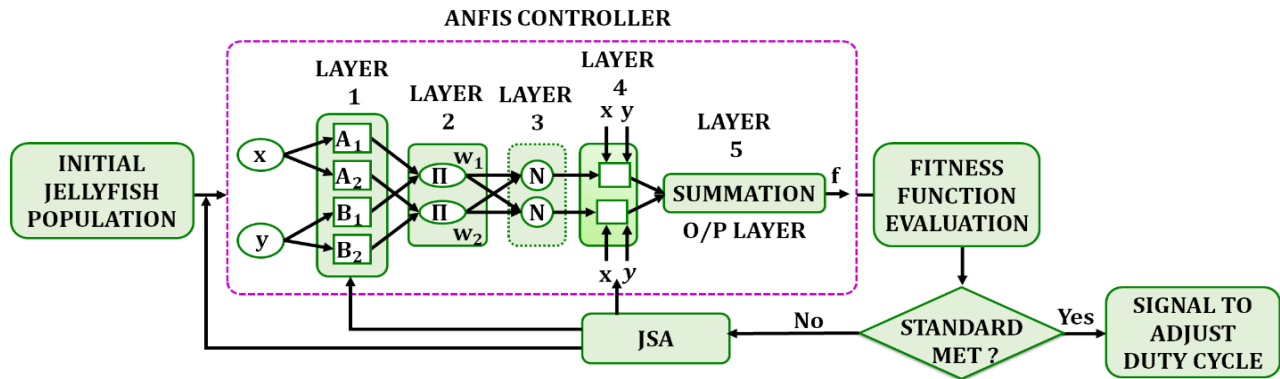 ANFIS CONTROLLER
INITIAL
JELLYFISH
POPULATION
x
y
LAYER
1
A1
A2
B1
B2
LAYER
2
Π
Π
W1
W2
LAYER
3
N
N
LAYER
4
x y
x y
LAYER
5
SUMMATION
O/P LAYER
f
FITNESS
FUNCTION
EVALUATION
STANDARD
MET ?
No
Yes
JSA
SIGNAL TO
ADJUST
DUTY CYCLE